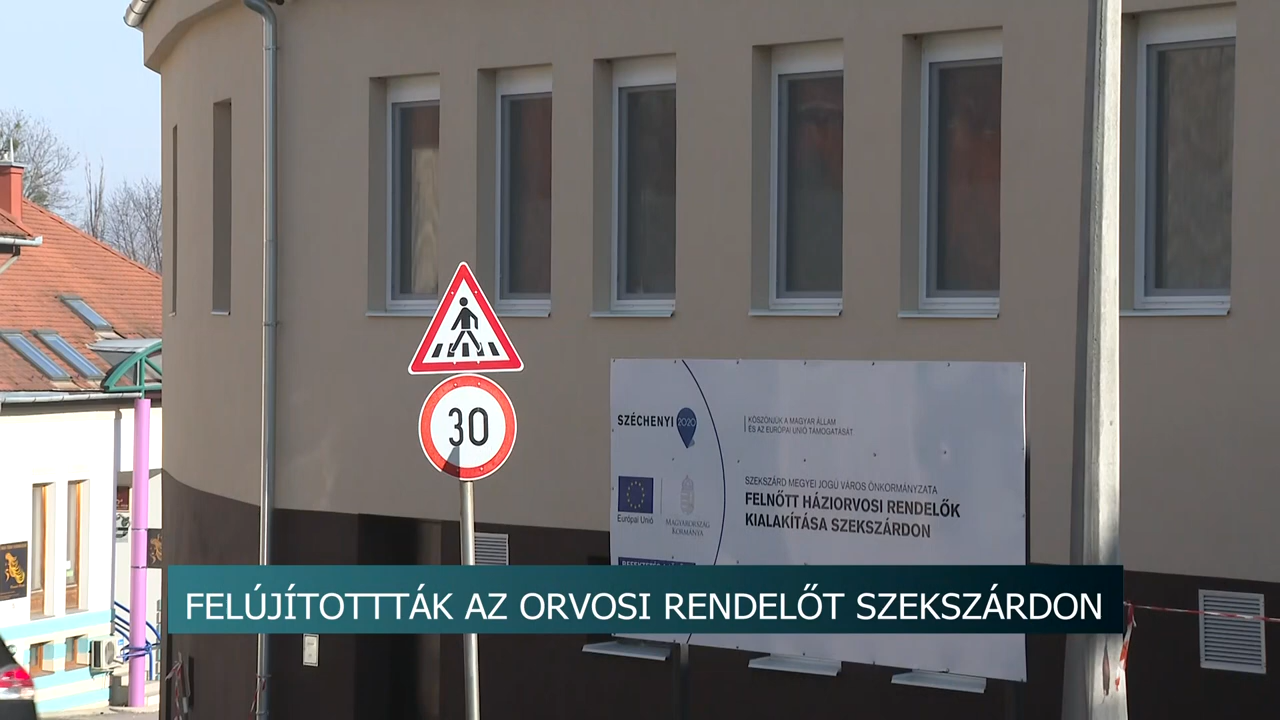 30
SZÉCHENYI 2020
KÖSZÖNJÜK A MAGYAR ÁLLAM
ÉS AZ EURÓPAI UNIÓ TÁMOGATÁSÁT
SZEKSZÁRD MEGYEI JOGÚ VÁROS ÖNKORMÁNYZATA
FELNŐTT HÁZIORVOSI RENDELŐK
KIALAKÍTÁSA SZEKSZÁRDON
Európai Unió
MAGYARORSZÁG
KORMÁNYA
FELÚJÍTOTTTÁK AZ ORVOSI RENDELŐT SZEKSZÁRDON